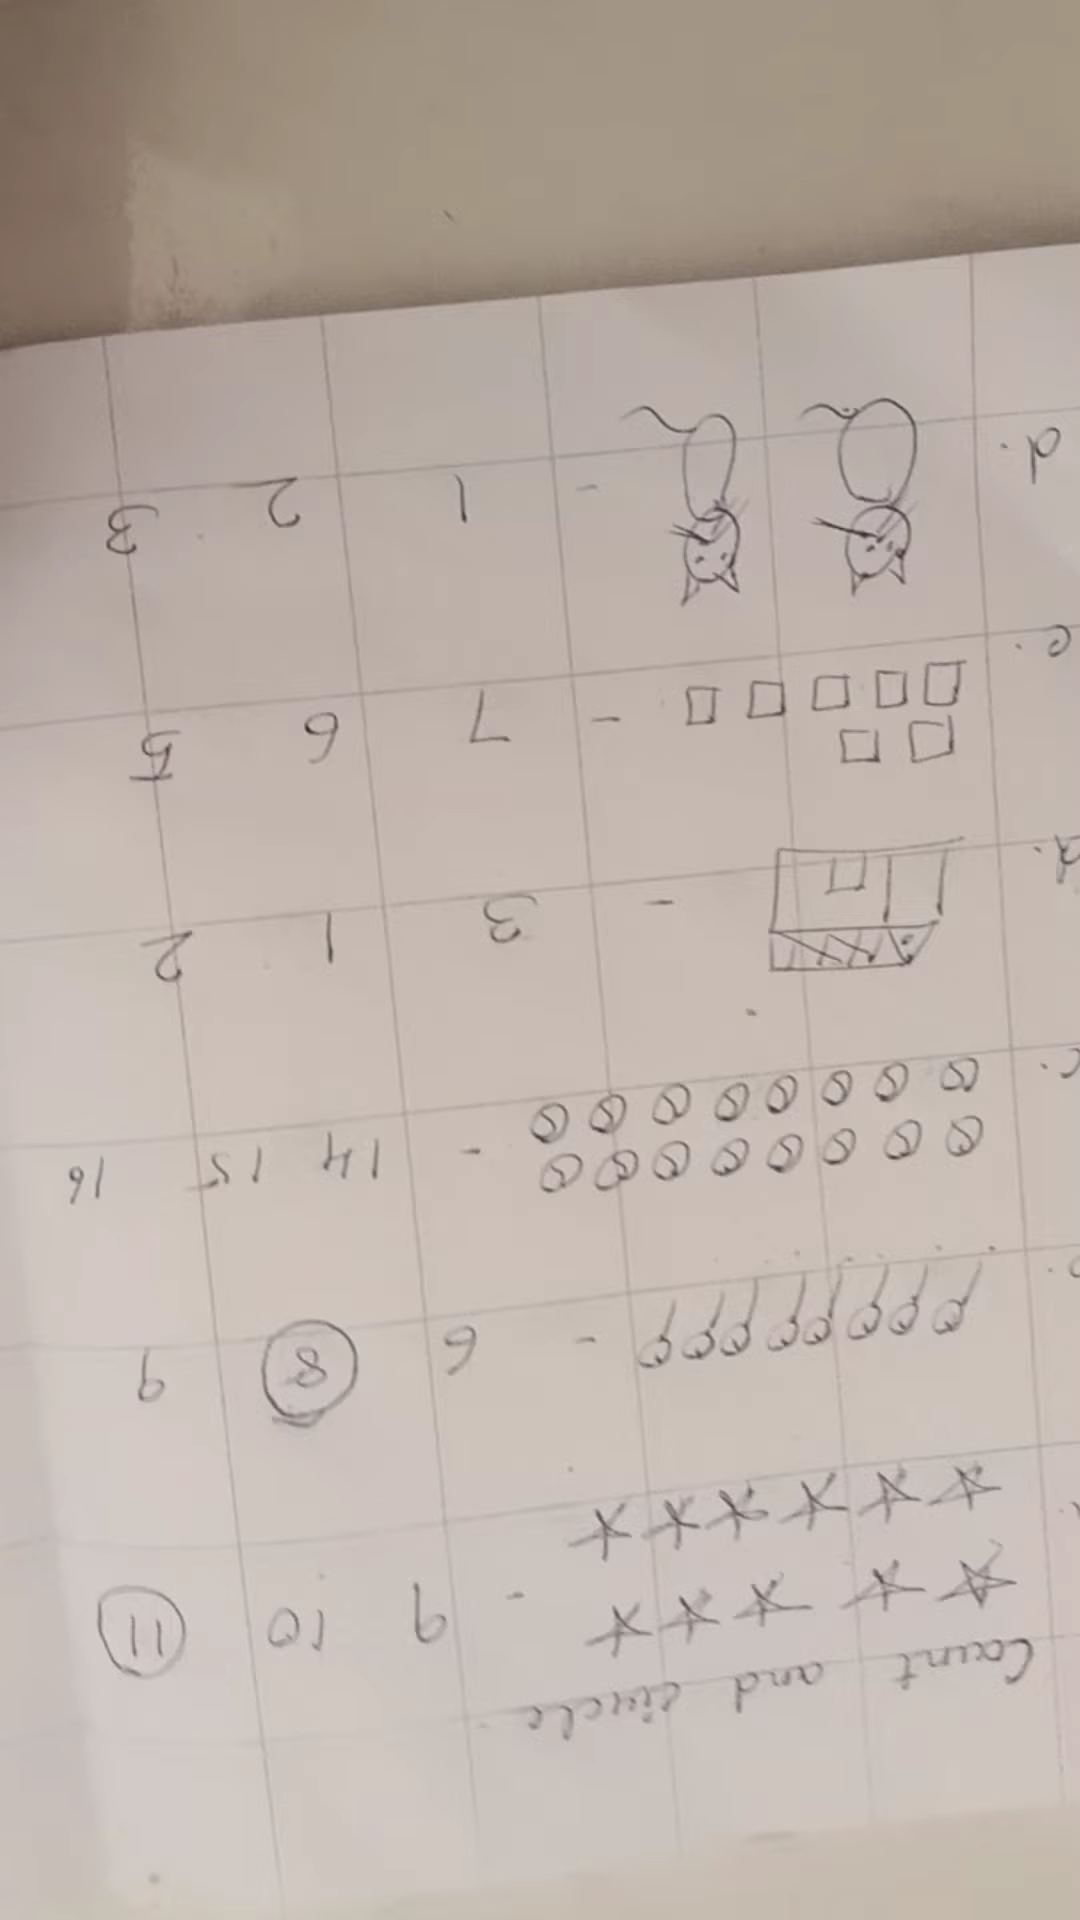 Count and circle
9 10 11
- 6 8 9
c. - 14 15 16
d. - 3 1 2
e. - 7 6 5
d. - 1 2 3